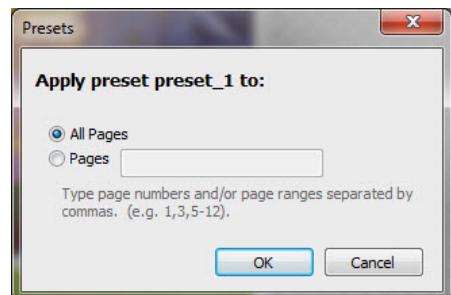 Presets
Apply preset preset_1 to:
All Pages
Pages
Type page numbers and/or page ranges separated by
commas.  (e.g. 1,3,5-12).
OK Cancel